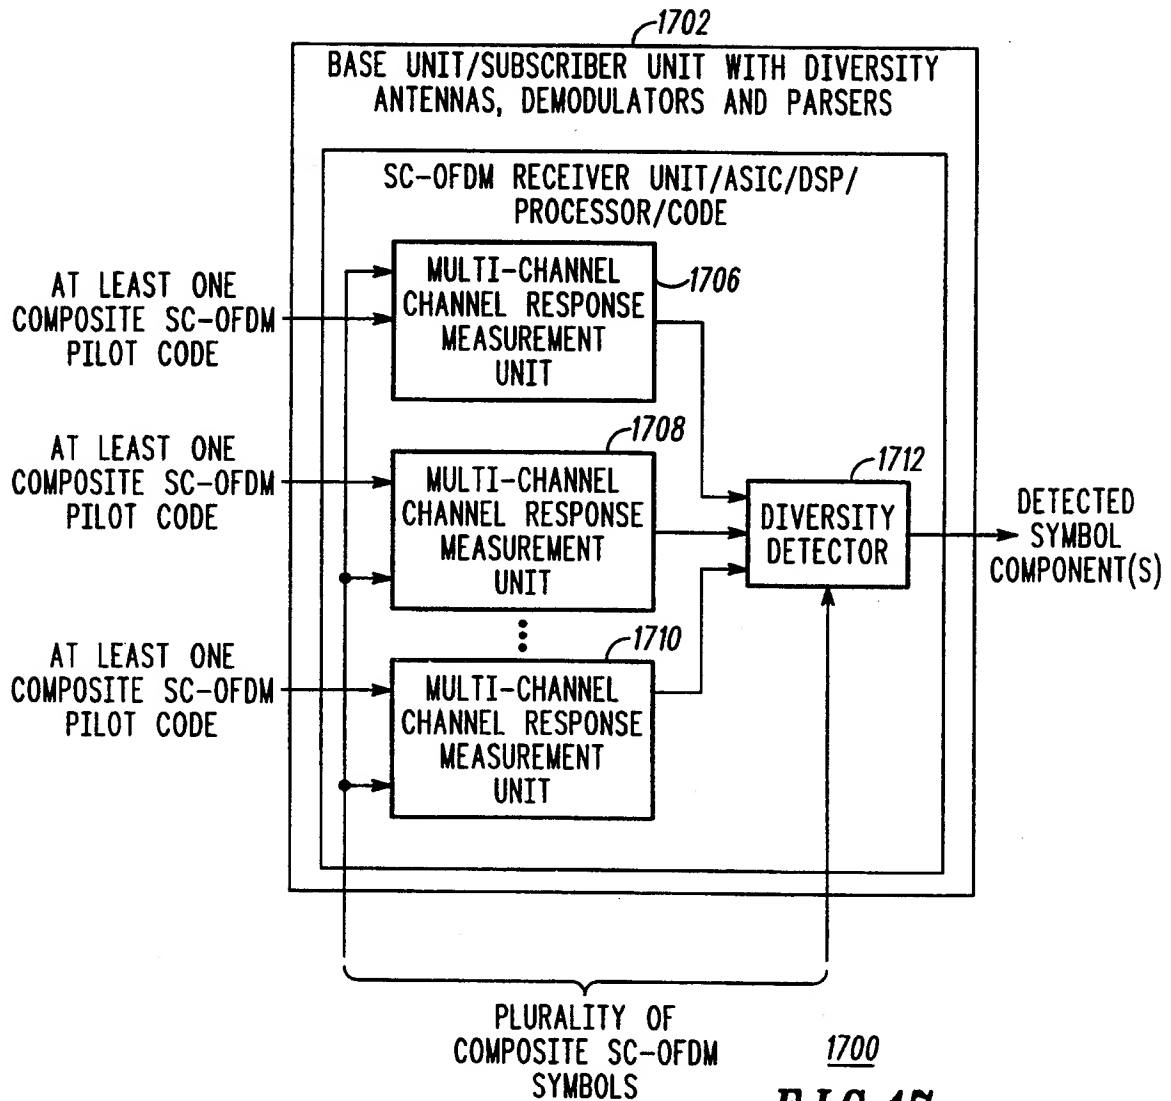 1702
BASE UNIT/SUBSCRIBER UNIT WITH DIVERSITY
ANTENNAS, DEMODULATORS AND PARSERS
SC-OFDM RECEIVER UNIT/ASIC/DSP/
PROCESSOR/CODE
AT LEAST ONE
COMPOSITE SC-OFDM
PILOT CODE
MULTI-CHANNEL
CHANNEL RESPONSE
MEASUREMENT
UNIT
1706
AT LEAST ONE
COMPOSITE SC-OFDM
PILOT CODE
1708
MULTI-CHANNEL
CHANNEL RESPONSE
MEASUREMENT
UNIT
1712
DIVERSITY
DETECTOR
DETECTED
SYMBOL
COMPONENT(S)
AT LEAST ONE
COMPOSITE SC-OFDM
PILOT CODE
1710
MULTI-CHANNEL
CHANNEL RESPONSE
MEASUREMENT
UNIT
PLURALITY OF
COMPOSITE SC-OFDM
SYMBOLS
1700